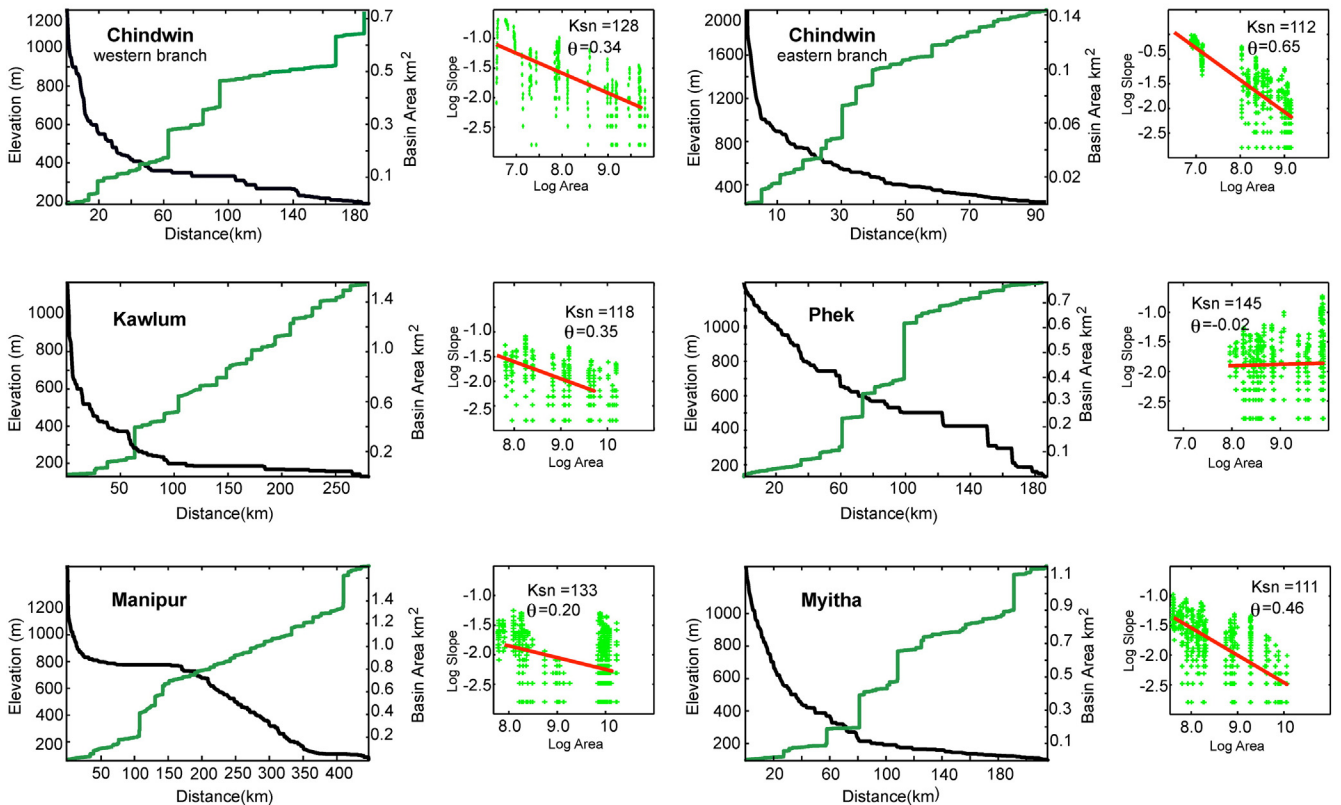 Chindwin
western branch
Elevation (m)
1200
1000
800
600
400
200
20
60
100
140
180
Distance(km)
0.7
0.5
0.3
0.1
Basin Area km²
Ksn =128
θ=0.34
Log Slope
-1.0
-1.5
-2.0
-2.5
7.0
8.0
9.0
Log Area
Chindwin
eastern branch
Elevation (m)
2000
1600
1200
800
400
10
30
50
70
90
Distance(km)
0.14
0.1
0.06
0.02
Basin Area km²
Ksn =112
θ=0.65
Log Slope
-0.5
-1.5
-2.0
-2.5
7.0
8.0
9.0
Log Area
Kawlum
Elevation (m)
1000
800
600
400
200
50
100
150
200
250
Distance(km)
1.4
1.0
0.6
0.2
Basin Area km²
Ksn =118
θ=0.35
Log Slope
-1.0
-1.5
-2.0
-2.5
8.0
9.0
10
Log Area
Phek
Elevation (m)
1200
1000
800
600
400
200
20
60
100
140
180
Distance(km)
0.7
0.5
0.4
0.3
0.2
0.1
Basin Area km²
Ksn =145
θ=-0.02
Log Slope
-1.0
-1.5
-2.0
-2.5
7.0
8.0
9.0
Log Area
Manipur
Elevation (m)
1200
1000
800
600
400
200
50
100
150
200
250
300
350
400
Distance(km)
1.4
1.2
1.0
0.8
0.6
0.2
Basin Area km²
Ksn =133
θ=0.20
Log Slope
-1.0
-1.5
-2.0
-2.5
8.0
9.0
10
Log Area
Myitha
Elevation (m)
1000
800
600
400
200
20
60
100
140
180
Distance(km)
1.1
0.9
0.7
0.5
0.2
0.1
Basin Area km²
Ksn =111
θ=0.46
Log Slope
-1.0
-1.5
-2.0
-2.5
8.0
9.0
10
Log Area